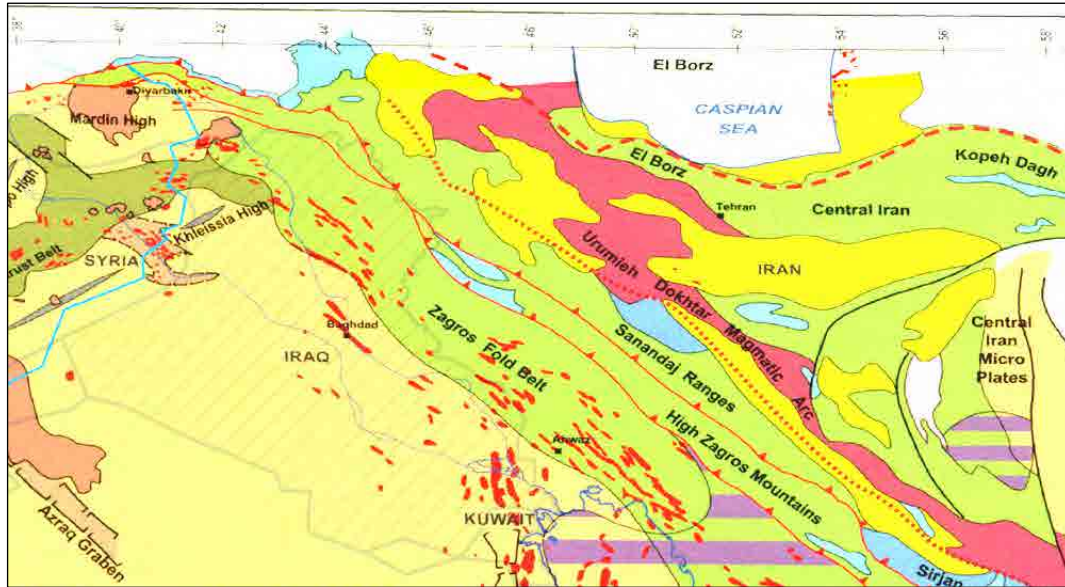 38°
40°
42°
44°
46°
48°
50°
52°
54°
56°
58°
El Borz
CASPIAN
SEA
Diyarbakır
Mardin High
El Borz
Kopeh Dagh
Central Iran
Tehran
High
Khleissia High
SYRIA
rust Belt
Urumieh Dokhtar Magmatic Arc
IRAN
Central
Iran
Micro
Plates
Baghdad
IRAQ
Zagros Fold Belt
Sanandaj Ranges
High Zagros Mountains
Ahwaz
KUWAIT
Azraq Graben
Sirjan